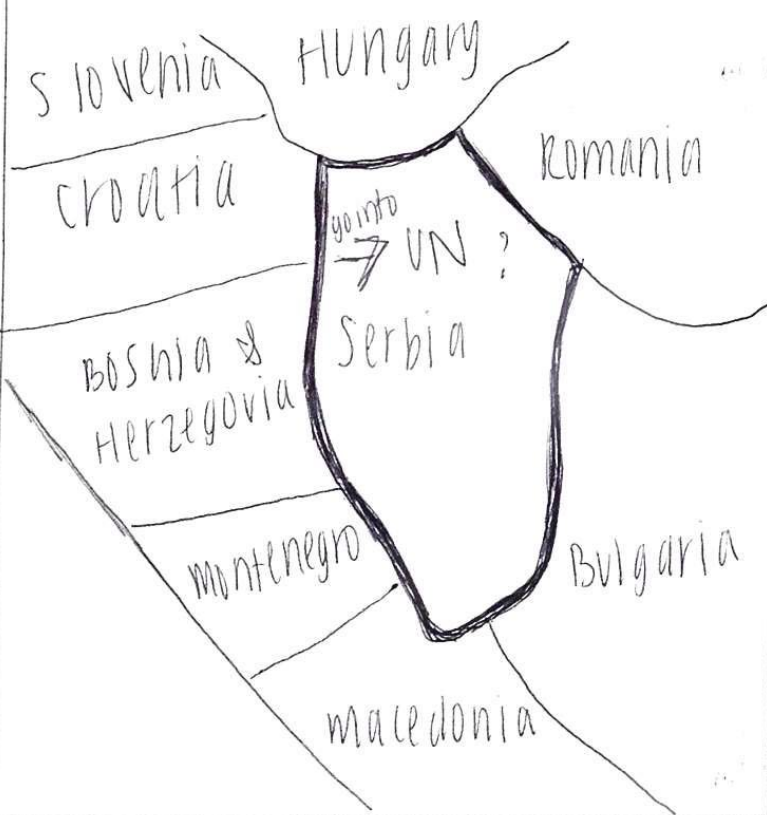 Slovenia
Hungary
Romania
Croatia
go into
→ UN ?
Serbia
Bosnia &
Herzegovia
Montenegro
Bulgaria
Macedonia